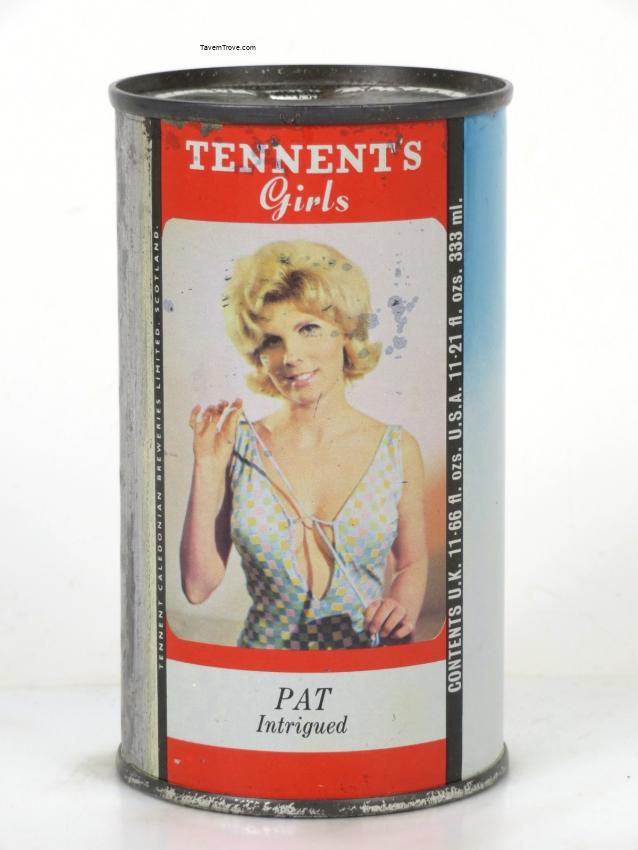 TavernTrove.com
TENNENT'S
Girls
TENNENT CALEDONIAN BREWERIES LIMITED. SCOTLAND.
CONTENTS U.K. 11·66 fl. ozs. U.S.A. 11·21 fl. ozs. 333 ml.
PAT
Intrigued